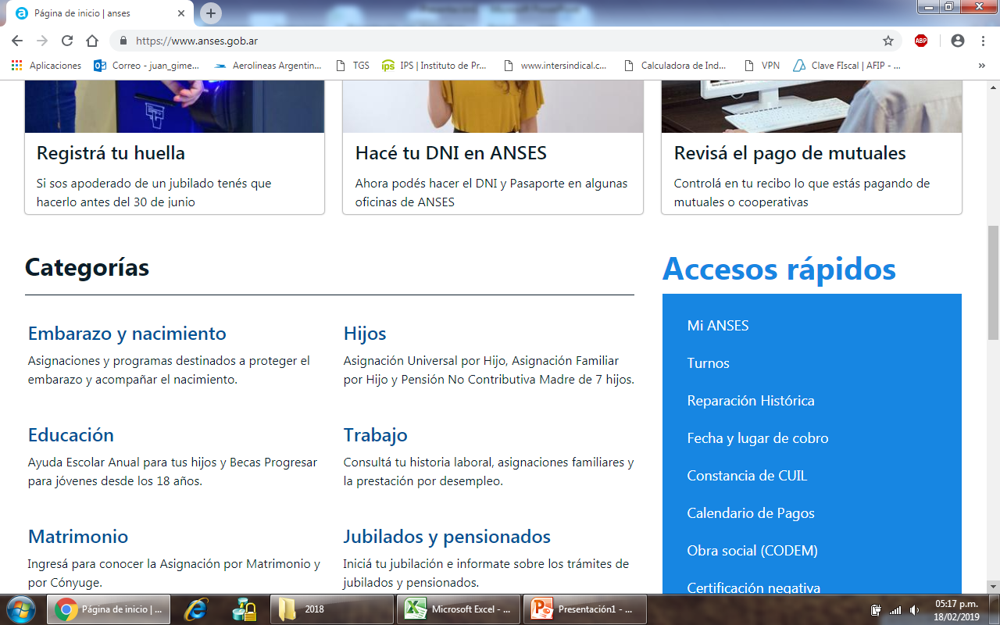 Página de inicio | anses
https://www.anses.gob.ar
ABP
Aplicaciones
Correo - juan_gime...
Aerolineas Argentin...
TGS
ips
IPS | Instituto de Pr...
www.intersindical.c...
Calculadora de Ind...
VPN
Clave FIscal | AFIP - ...
»
Registrá tu huella
Si sos apoderado de un jubilado tenés que
hacerlo antes del 30 de junio
Hacé tu DNI en ANSES
Ahora podés hacer el DNI y Pasaporte en algunas
oficinas de ANSES
Revisá el pago de mutuales
Controlá en tu recibo lo que estás pagando de
mutuales o cooperativas
Categorías
Embarazo y nacimiento
Asignaciones y programas destinados a proteger el
embarazo y acompañar el nacimiento.
Hijos
Asignación Universal por Hijo, Asignación Familiar
por Hijo y Pensión No Contributiva Madre de 7 hijos.
Educación
Ayuda Escolar Anual para tus hijos y Becas Progresar
para jóvenes desde los 18 años.
Trabajo
Consultá tu historia laboral, asignaciones familiares y
la prestación por desempleo.
Matrimonio
Ingresá para conocer la Asignación por Matrimonio y
por Cónyuge.
Jubilados y pensionados
Iniciá tu jubilación e informate sobre los trámites de
jubilados y pensionados.
Accesos rápidos
Mi ANSES
Turnos
Reparación Histórica
Fecha y lugar de cobro
Constancia de CUIL
Calendario de Pagos
Obra social (CODEM)
Certificación negativa
Página de inicio | ...
2018
Microsoft Excel - ...
Presentación1 - ...
05:17 p.m.
18/02/2019